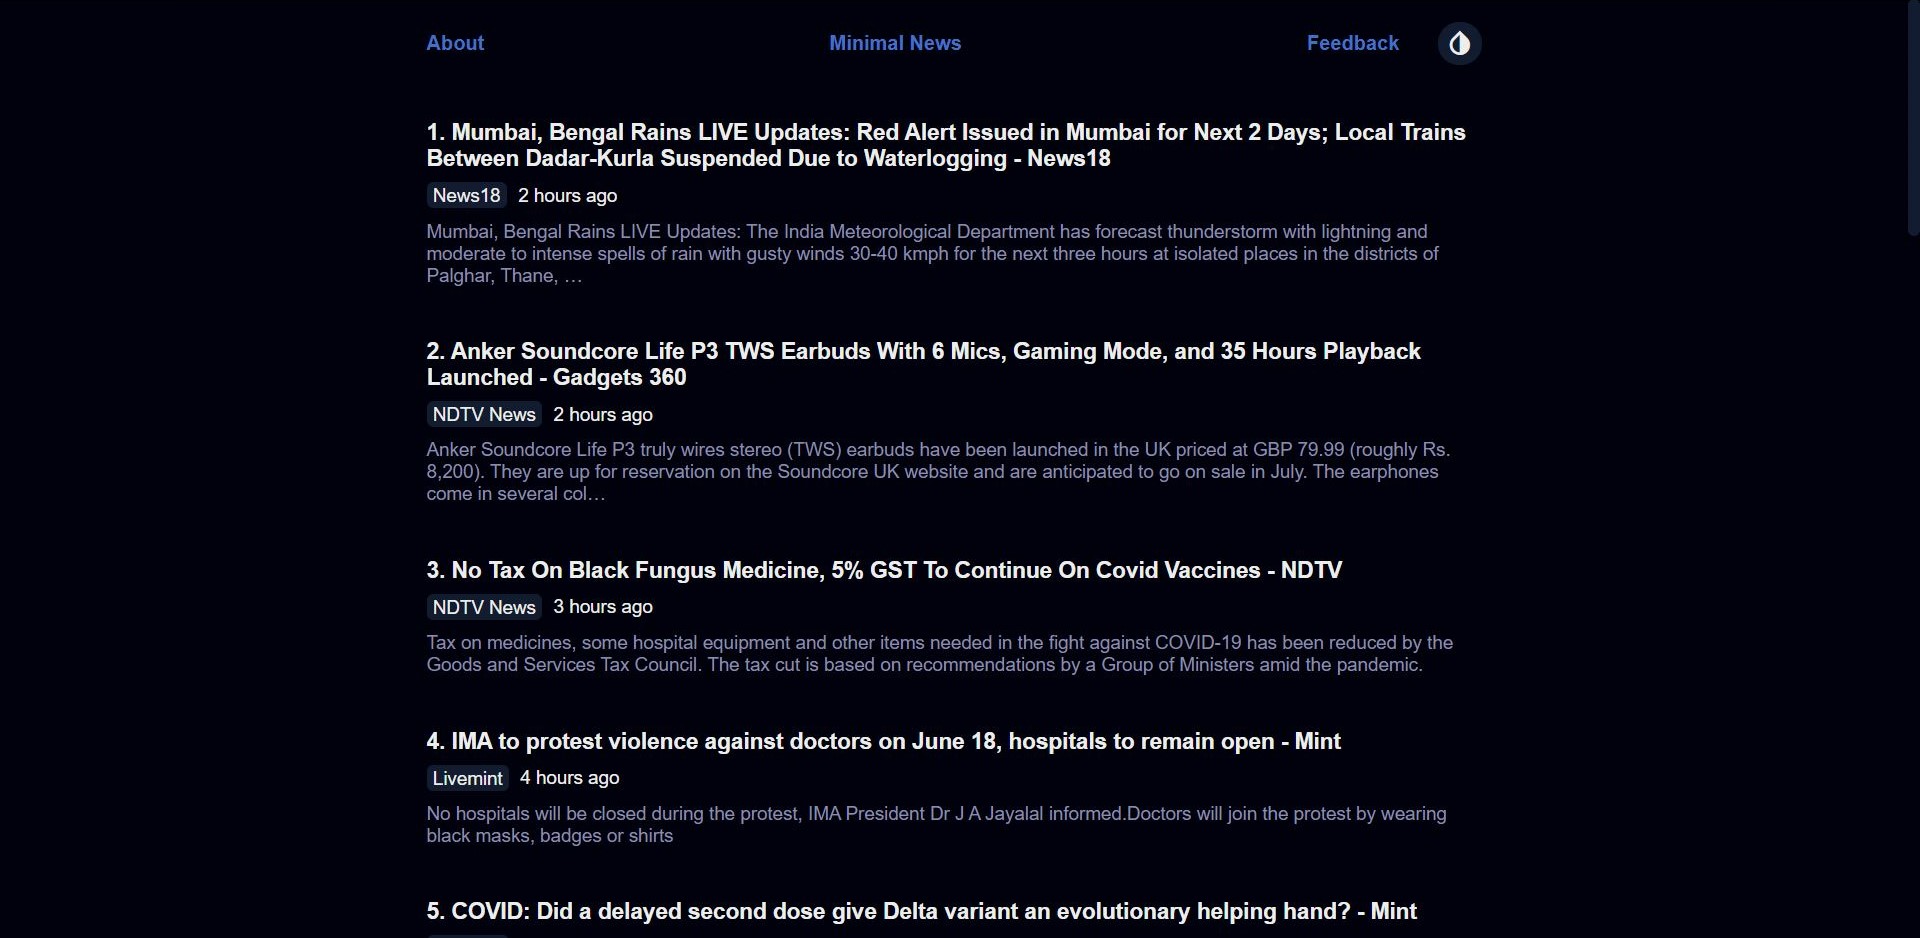 About
Minimal News
Feedback
1. Mumbai, Bengal Rains LIVE Updates: Red Alert Issued in Mumbai for Next 2 Days; Local Trains
Between Dadar-Kurla Suspended Due to Waterlogging - News18
News18 2 hours ago
Mumbai, Bengal Rains LIVE Updates: The India Meteorological Department has forecast thunderstorm with lightning and
moderate to intense spells of rain with gusty winds 30-40 kmph for the next three hours at isolated places in the districts of
Palghar, Thane, …
2. Anker Soundcore Life P3 TWS Earbuds With 6 Mics, Gaming Mode, and 35 Hours Playback
Launched - Gadgets 360
NDTV News 2 hours ago
Anker Soundcore Life P3 truly wires stereo (TWS) earbuds have been launched in the UK priced at GBP 79.99 (roughly Rs.
8,200). They are up for reservation on the Soundcore UK website and are anticipated to go on sale in July. The earphones
come in several col…
3. No Tax On Black Fungus Medicine, 5% GST To Continue On Covid Vaccines - NDTV
NDTV News 3 hours ago
Tax on medicines, some hospital equipment and other items needed in the fight against COVID-19 has been reduced by the
Goods and Services Tax Council. The tax cut is based on recommendations by a Group of Ministers amid the pandemic.
4. IMA to protest violence against doctors on June 18, hospitals to remain open - Mint
Livemint 4 hours ago
No hospitals will be closed during the protest, IMA President Dr J A Jayalal informed.Doctors will join the protest by wearing
black masks, badges or shirts
5. COVID: Did a delayed second dose give Delta variant an evolutionary helping hand? - Mint